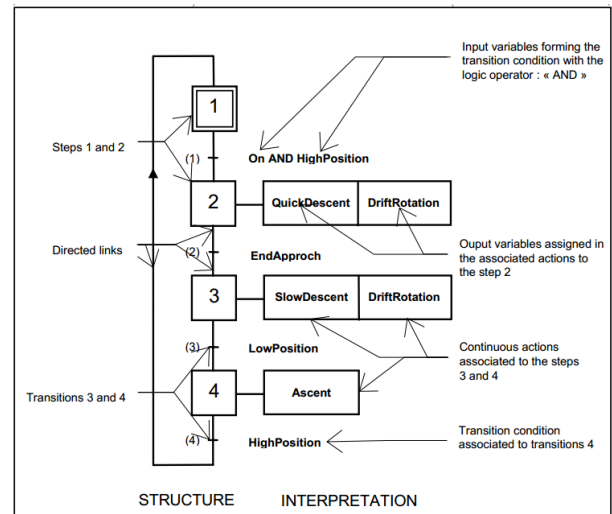 Input variables forming the
transition condition with the
logic operator : « AND »
1
Steps 1 and 2
(1)
On AND HighPosition
2
QuickDescent
DriftRotation
Directed links
(2)
EndApproch
Ouput variables assigned in
the associated actions to
the step 2
3
SlowDescent
DriftRotation
(3)
LowPosition
Continuous actions
associated to the steps
3 and 4
Transitions 3 and 4
4
Ascent
(4)
HighPosition
Transition condition
associated to transitions 4
STRUCTURE
INTERPRETATION